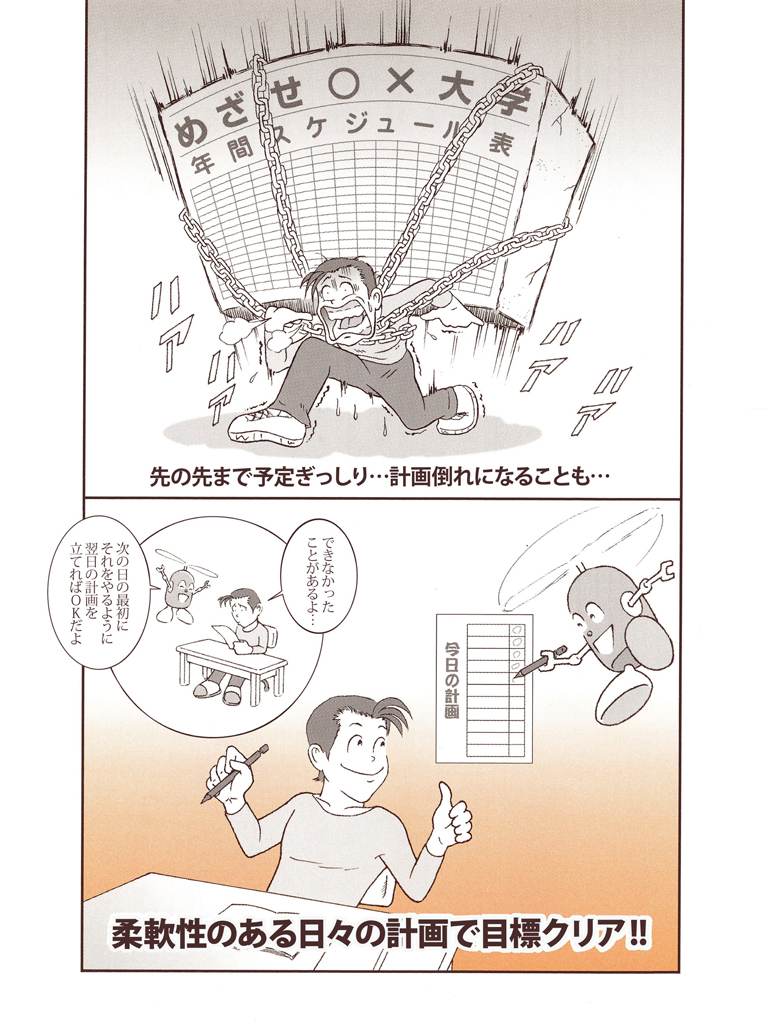 めざせ○×大学
年間スケジュール表
ハアハア
ハアハア
先の先まで予定ぎっしり…計画倒れになることも…
できなかった
ことがあるよ…
次の日の最初に
それをやるように
翌日の計画を
立てればOKだよ
今日の計画
柔軟性のある日々の計画で目標クリア!!